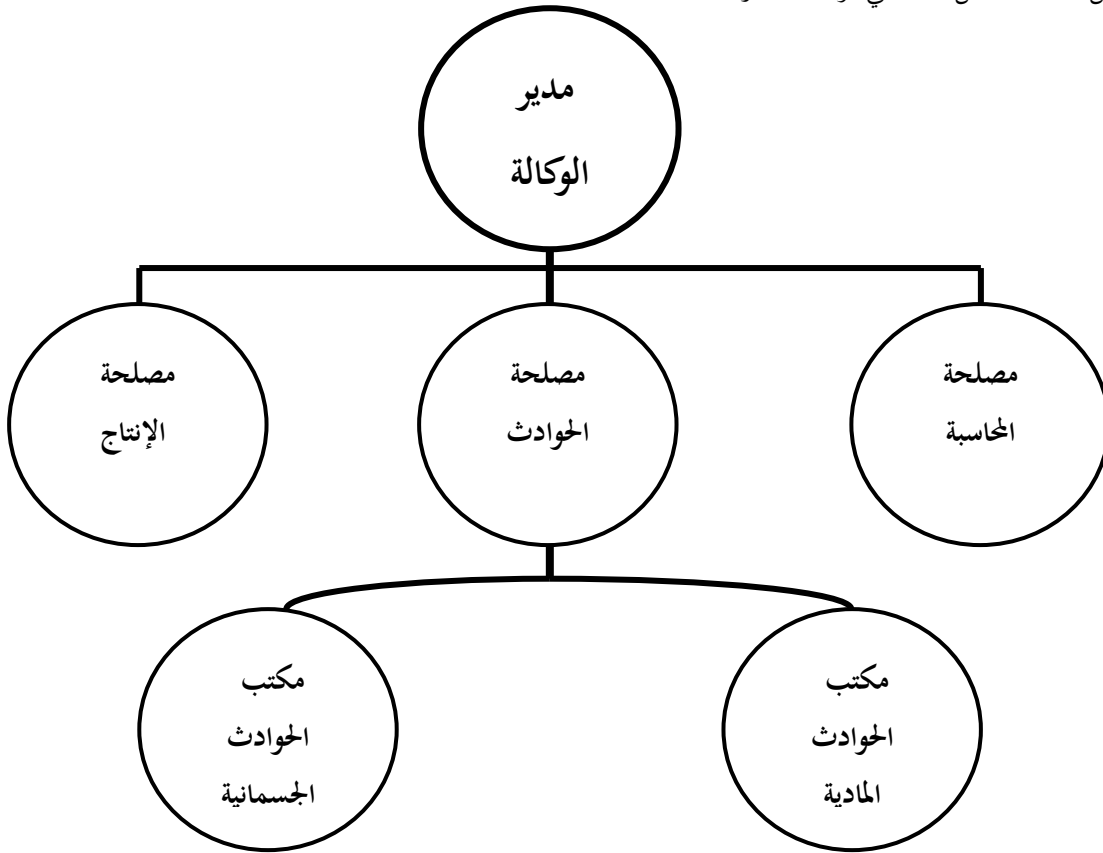 مدير
الوكالة
مصلحة
المحاسبة
مصلحة
الحوادث
مصلحة
الإنتاج
مكتب
الحوادث
المادية
مكتب
الحوادث
الجسمانية